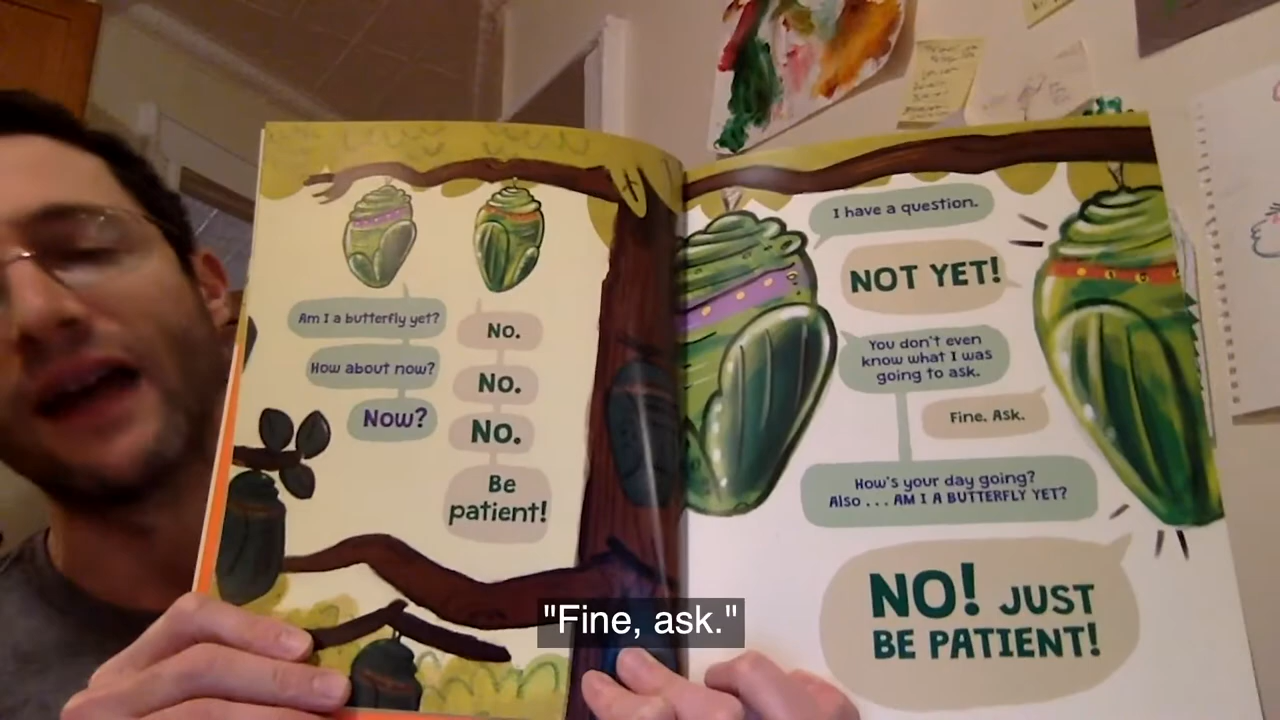 Am I a butterfly yet?
No.
How about now?
No.
Now?
No.
Be
patient!
I have a question.
NOT YET!
You don't even
know what I was
going to ask.
Fine. Ask.
How's your day going?
Also . . . AM I A BUTTERFLY YET?
NO! JUST
BE PATIENT!
"Fine, ask."